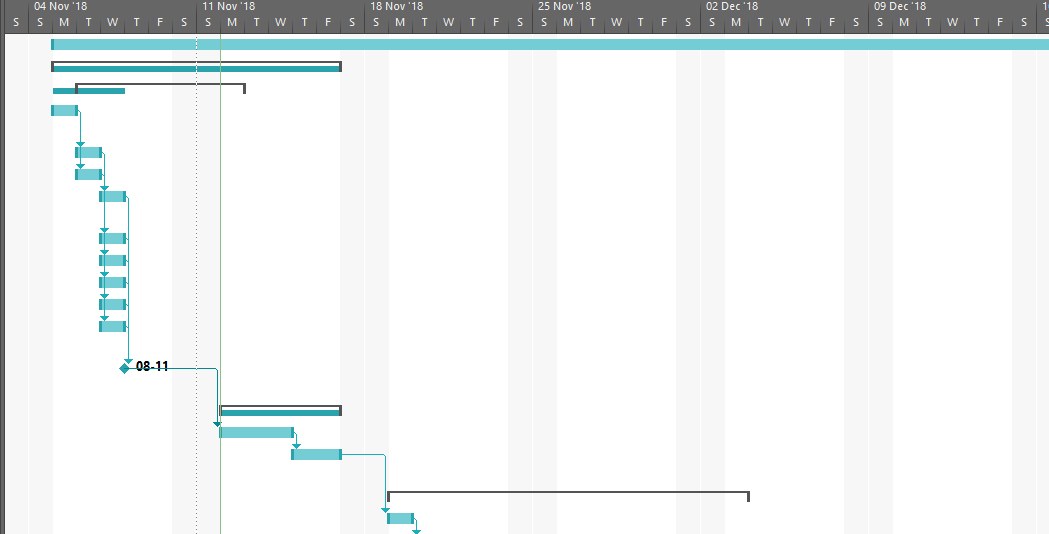 04 Nov '18 11 Nov '18 18 Nov '18 25 Nov '18 02 Dec '18 09 Dec '18
S S M T W T F S S M T W T F S S M T W T F S S M T W T F S S M T W T F S S M T W T F S
08-11